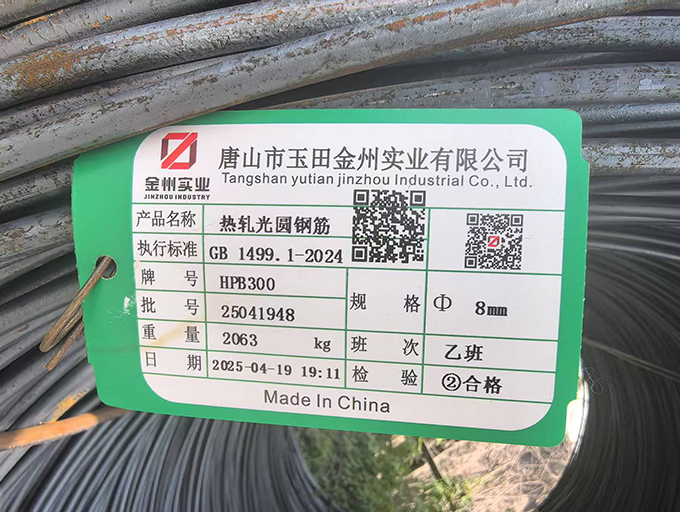 唐山市玉田金州实业有限公司
Tangshan yutian jinzhou Industrial Co., Ltd.
金州实业
JINZHOU INDUSTRY
产品名称 热轧光圆钢筋
执行标准 GB 1499.1-2024
牌号 HPB300
批号 25041948 规格 Φ 8mm
重量 2063 kg 班次 乙班
日期 2025-04-19 19:11 检验 ②合格
Made In China